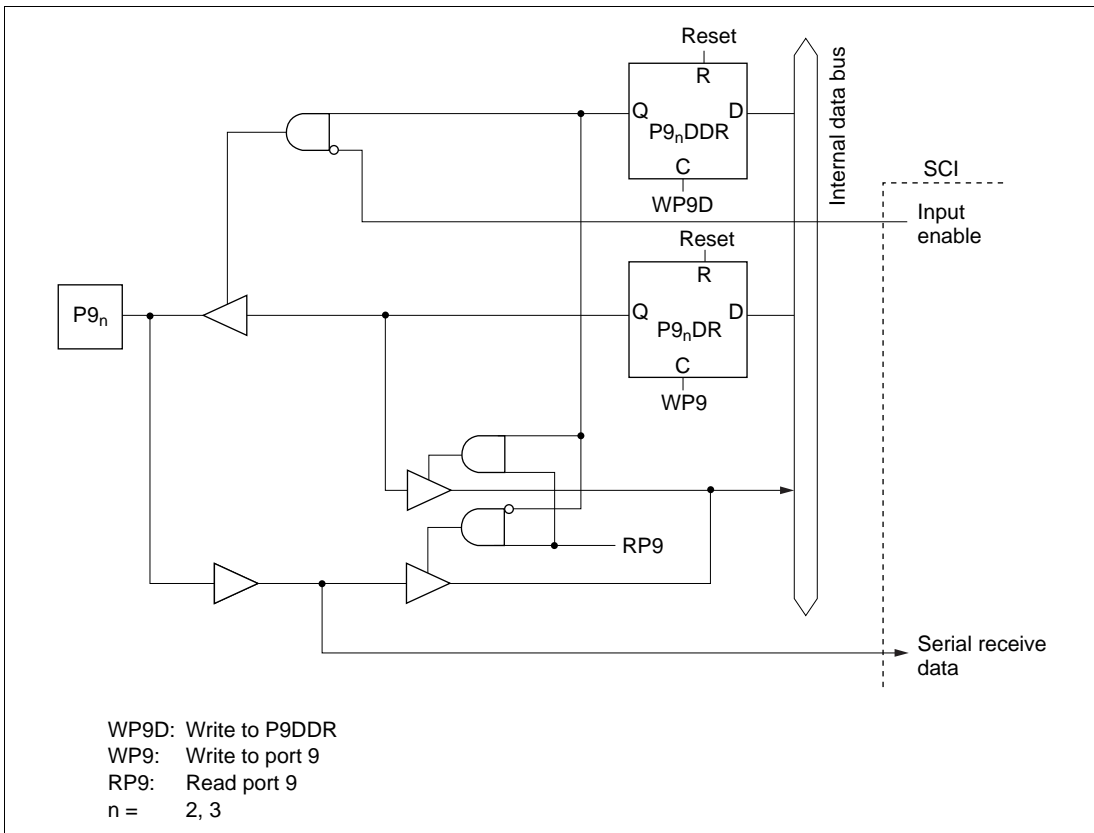 Reset
R
Q
D
P9nDDR
C
WP9D
Internal data bus
SCI
Input
enable
Reset
R
Q
D
P9nDR
C
WP9
P9n
RP9
Serial receive
data
WP9D: Write to P9DDR
WP9: Write to port 9
RP9: Read port 9
n = 2, 3